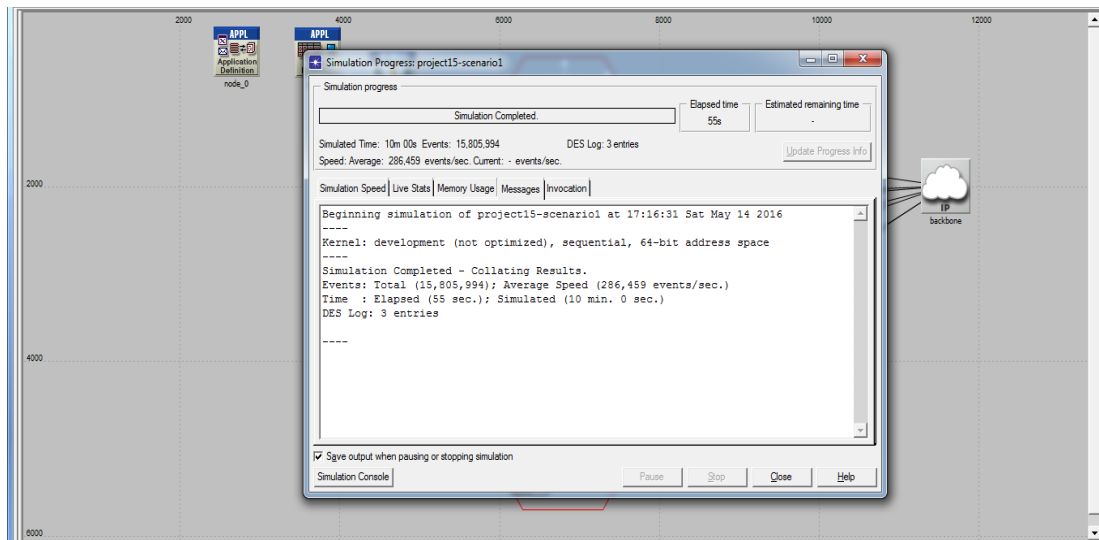 2000 4000 6000 8000 10000 12000
APPL
Application
Definition
node_0
APPL
2000
4000
6000
IP
backbone
Simulation Progress: project15-scenario1
Simulation progress
Simulation Completed.
Elapsed time
55s
Estimated remaining time
-
Simulated Time: 10m 00s Events: 15,805,994 DES Log: 3 entries
Speed: Average: 286,459 events/sec. Current: - events/sec.
Update Progress Info
Simulation Speed Live Stats Memory Usage Messages Invocation
Beginning simulation of project15-scenario1 at 17:16:31 Sat May 14 2016
----
Kernel: development (not optimized), sequential, 64-bit address space
----
Simulation Completed - Collating Results.
Events: Total (15,805,994); Average Speed (286,459 events/sec.)
Time : Elapsed (55 sec.); Simulated (10 min. 0 sec.)
DES Log: 3 entries
----
Save output when pausing or stopping simulation
Simulation Console Pause Stop Close Help